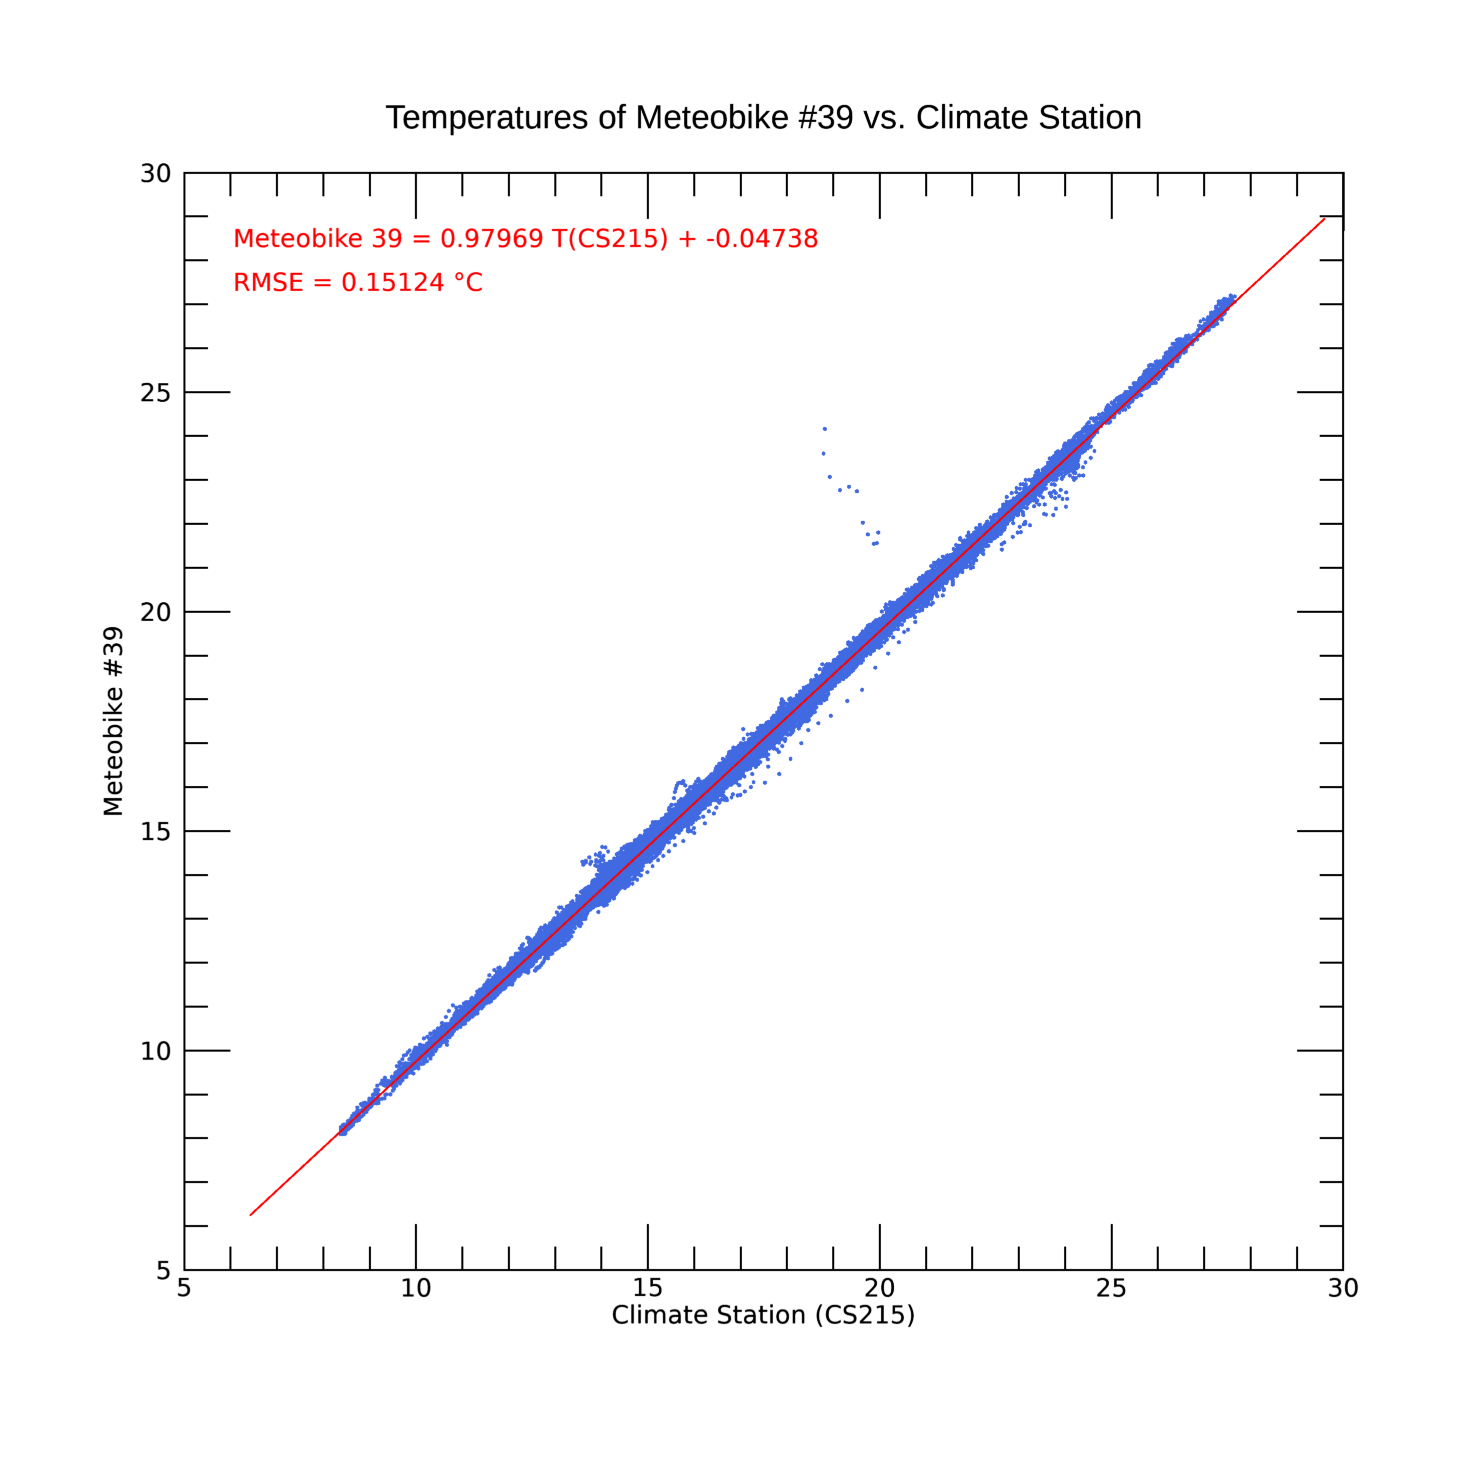 Temperatures of Meteobike #39 vs. Climate Station
30
Meteobike 39 = 0.97969 T(CS215) + -0.04738
RMSE = 0.15124 °C
25
20
Meteobike #39
15
10
5
5 10 15 20 25 30
Climate Station (CS215)